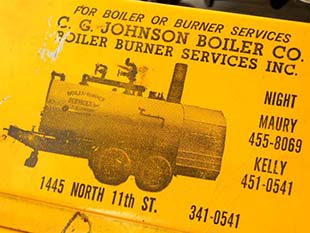 FOR BOILER OR BURNER SERVICES
C. G. JOHNSON BOILER CO.
BOILER BURNER SERVICES INC.
NIGHT
MAURY
455-8069
KELLY
451-0541
1445 NORTH 11th ST.
341-0541